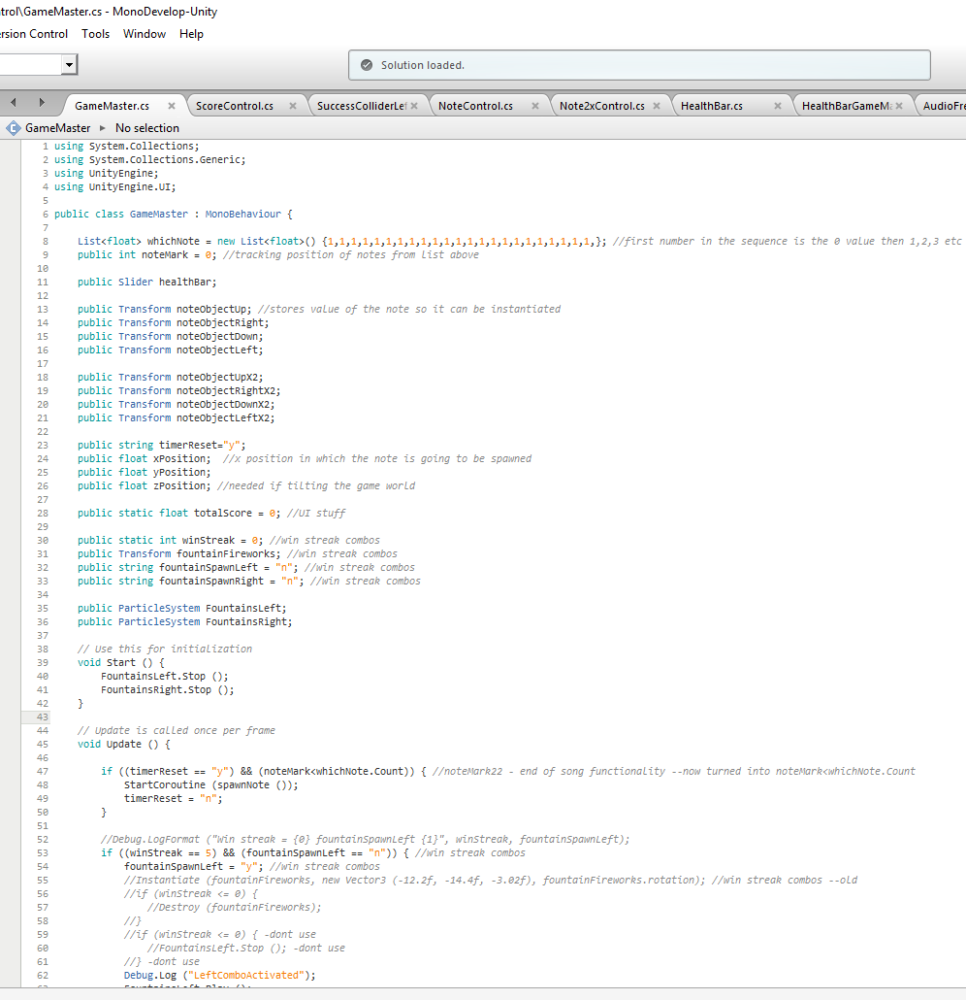 trol\GameMaster.cs - MonoDevelop-Unity
ersion Control Tools Window Help
Solution loaded.
GameMaster.cs × ScoreControl.cs × SuccessColliderLef × NoteControl.cs × Note2xControl.cs × HealthBar.cs × HealthBarGameMa × AudioFre
GameMaster ▸ No selection
1 using System.Collections;
2 using System.Collections.Generic;
3 using UnityEngine;
4 using UnityEngine.UI;
5
6 public class GameMaster : MonoBehaviour {
7
8 List<float> whichNote = new List<float>() {1,1,1,1,1,1,1,1,1,1,1,1,1,1,1,1,1,1,1,1,1,1,1,}; //first number in the sequence is the 0 value then 1,2,3 etc
9 public int noteMark = 0; //tracking position of notes from list above
10
11 public Slider healthBar;
12
13 public Transform noteObjectUp; //stores value of the note so it can be instantiated
14 public Transform noteObjectRight;
15 public Transform noteObjectDown;
16 public Transform noteObjectLeft;
17
18 public Transform noteObjectUpX2;
19 public Transform noteObjectRightX2;
20 public Transform noteObjectDownX2;
21 public Transform noteObjectLeftX2;
22
23 public string timerReset="y";
24 public float xPosition; //x position in which the note is going to be spawned
25 public float yPosition;
26 public float zPosition; //needed if tilting the game world
27
28 public static float totalScore = 0; //UI stuff
29
30 public static int winStreak = 0; //win streak combos
31 public Transform fountainFireworks; //win streak combos
32 public string fountainSpawnLeft = "n"; //win streak combos
33 public string fountainSpawnRight = "n"; //win streak combos
34
35 public ParticleSystem FountainsLeft;
36 public ParticleSystem FountainsRight;
37
38 // Use this for initialization
39 void Start () {
40 FountainsLeft.Stop ();
41 FountainsRight.Stop ();
42 }
43
44 // Update is called once per frame
45 void Update () {
46
47 if ((timerReset == "y") && (noteMark<whichNote.Count)) { //noteMark22 - end of song functionality --now turned into noteMark<whichNote.Count
48 StartCoroutine (spawnNote ());
49 timerReset = "n";
50 }
51
52 //Debug.LogFormat ("Win streak = {0} fountainSpawnLeft {1}", winStreak, fountainSpawnLeft);
53 if ((winStreak == 5) && (fountainSpawnLeft == "n")) { //win streak combos
54 fountainSpawnLeft = "y"; //win streak combos
55 //Instantiate (fountainFireworks, new Vector3 (-12.2f, -14.4f, -3.02f), fountainFireworks.rotation); //win streak combos --old
56 //if (winStreak <= 0) {
57 //Destroy (fountainFireworks);
58 //}
59 //if (winStreak <= 0) { -dont use
60 //FountainsLeft.Stop (); -dont use
61 //} -dont use
62 Debug.Log ("LeftComboActivated");
63 FountainsLeft.Play ();